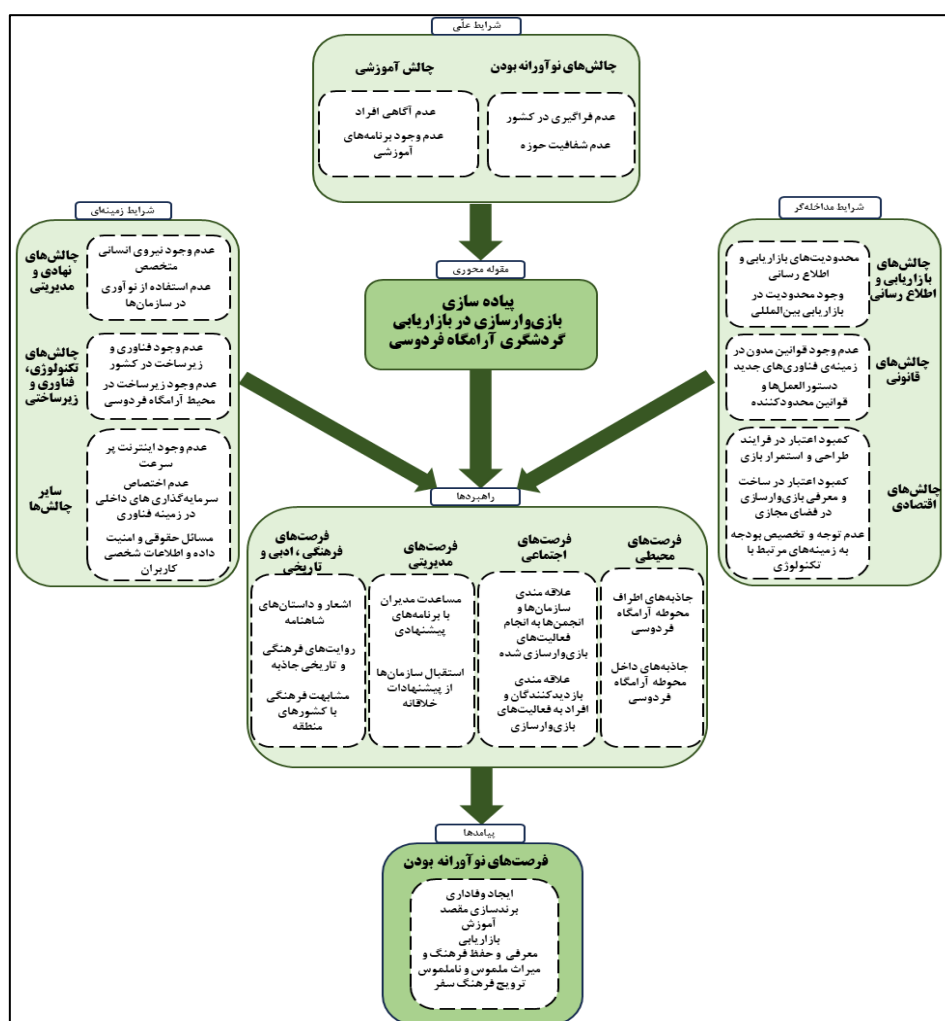 شرایط علّی
چالش‌های نوآورانه بودن
عدم فراگیری در کشور
عدم شفافیت حوزه
چالش آموزشی
عدم آگاهی افراد
عدم وجود برنامه‌های
آموزشی
مقوله محوری
پیاده سازی
بازی‌وارسازی در بازاریابی
گردشگری آرامگاه فردوسی
شرایط مداخله‌گر
چالش‌های
بازاریابی و
اطلاع رسانی
محدودیت‌های بازاریابی و
اطلاع رسانی
وجود محدودیت در
بازاریابی بین‌المللی
چالش‌های
قانونی
عدم وجود قوانین مدون در
زمینه‌ی فناوری‌های جدید
دستورالعمل‌ها و
قوانین محدودکننده
چالش‌های
اقتصادی
کمبود اعتبار در فرایند
طراحی و استمرار بازی
کمبود اعتبار در ساخت
و معرفی بازی‌وارسازی
در فضای مجازی
عدم توجه و تخصیص بودجه
به زمینه‌های مرتبط با
تکنولوژی
شرایط زمینه‌ای
چالش‌های
نهادی و
مدیریتی
عدم وجود نیروی انسانی
متخصص
عدم استفاده از نوآوری
در سازمان‌ها
چالش‌های
تکنولوژی،
فناوری و
زیرساختی
عدم وجود فناوری و
زیرساخت در کشور
عدم وجود زیرساخت در
محیط آرامگاه فردوسی
سایر
چالش‌ها
عدم وجود اینترنت پر
سرعت
عدم اختصاص
سرمایه‌گذاری های داخلی
در زمینه فناوری
مسائل حقوقی و امنیت
داده و اطلاعات شخصی
کاربران
راهبردها
فرصت‌های
محیطی
جاذبه‌های اطراف
محوطه آرامگاه
فردوسی
جاذبه‌های داخل
محوطه آرامگاه
فردوسی
فرصت‌های
اجتماعی
علاقه مندی
سازمان‌ها و
انجمن‌ها به انجام
فعالیت‌های
بازی‌وارسازی شده
علاقه مندی
بازدیدکنندگان و
افراد به فعالیت‌های
بازی‌وارسازی
فرصت‌های
مدیریتی
مساعدت مدیران
با برنامه‌های
پیشنهادی
استقبال سازمان‌ها
از پیشنهادات
خلاقانه
فرصت‌های
فرهنگی ، ادبی و
تاریخی
اشعار و داستان‌های
شاهنامه
روایت‌های فرهنگی
و تاریخی جاذبه
مشابهت فرهنگی
با کشورهای
منطقه
پیامدها
فرصت‌های نوآورانه بودن
ایجاد وفاداری
برندسازی مقصد
آموزش
بازاریابی
معرفی و حفظ فرهنگ و
میراث ملموس و ناملموس
ترویج فرهنگ سفر